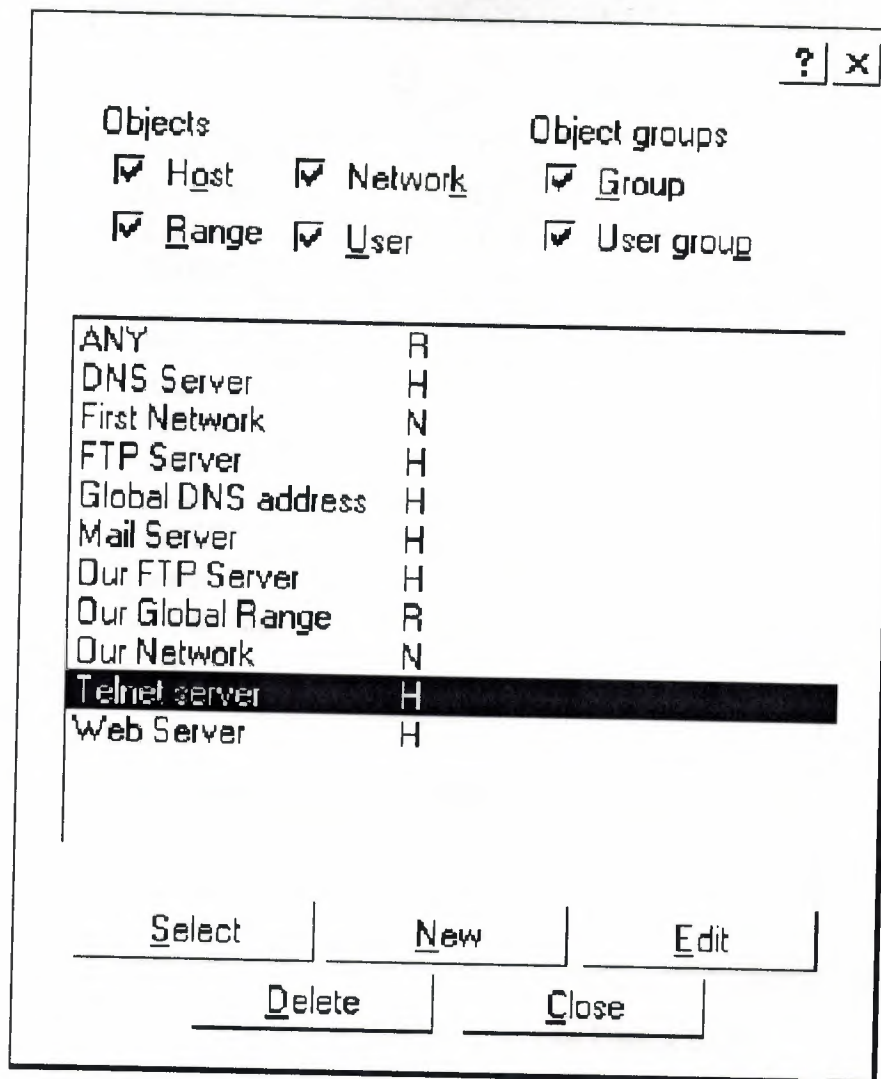 ? ×
Objects Object groups
Host Network Group
Range User User group
ANY R
DNS Server H
First Network N
FTP Server H
Global DNS address H
Mail Server H
Our FTP Server H
Our Global Range R
Our Network N
Telnet server H
Web Server H
Select New Edit
Delete Close